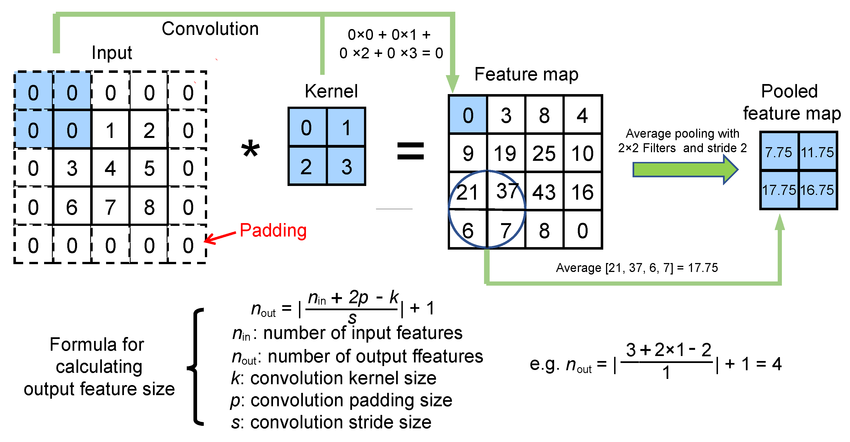 Convolution
0×0 + 0×1 +
0 ×2 + 0 ×3 = 0
Input
Kernel
Feature map
Pooled
feature map
0 0 0 0 0
0 0 1 2 0
0 3 4 5 0
0 6 7 8 0
0 0 0 0 0
*
0 1
2 3
=
0 3 8 4
9 19 25 10
21 37 43 16
6 7 8 0
Average pooling with
2×2 Filters and stride 2
7.75 11.75
17.75 16.75
Padding
Average [21, 37, 6, 7] = 17.75
Formula for
calculating
output feature size
n_out = | (n_in + 2p - k) / s | + 1
n_in: number of input features
n_out: number of output ffeatures
k: convolution kernel size
p: convolution padding size
s: convolution stride size
e.g. n_out = | (3 + 2×1 - 2) / 1 | + 1 = 4